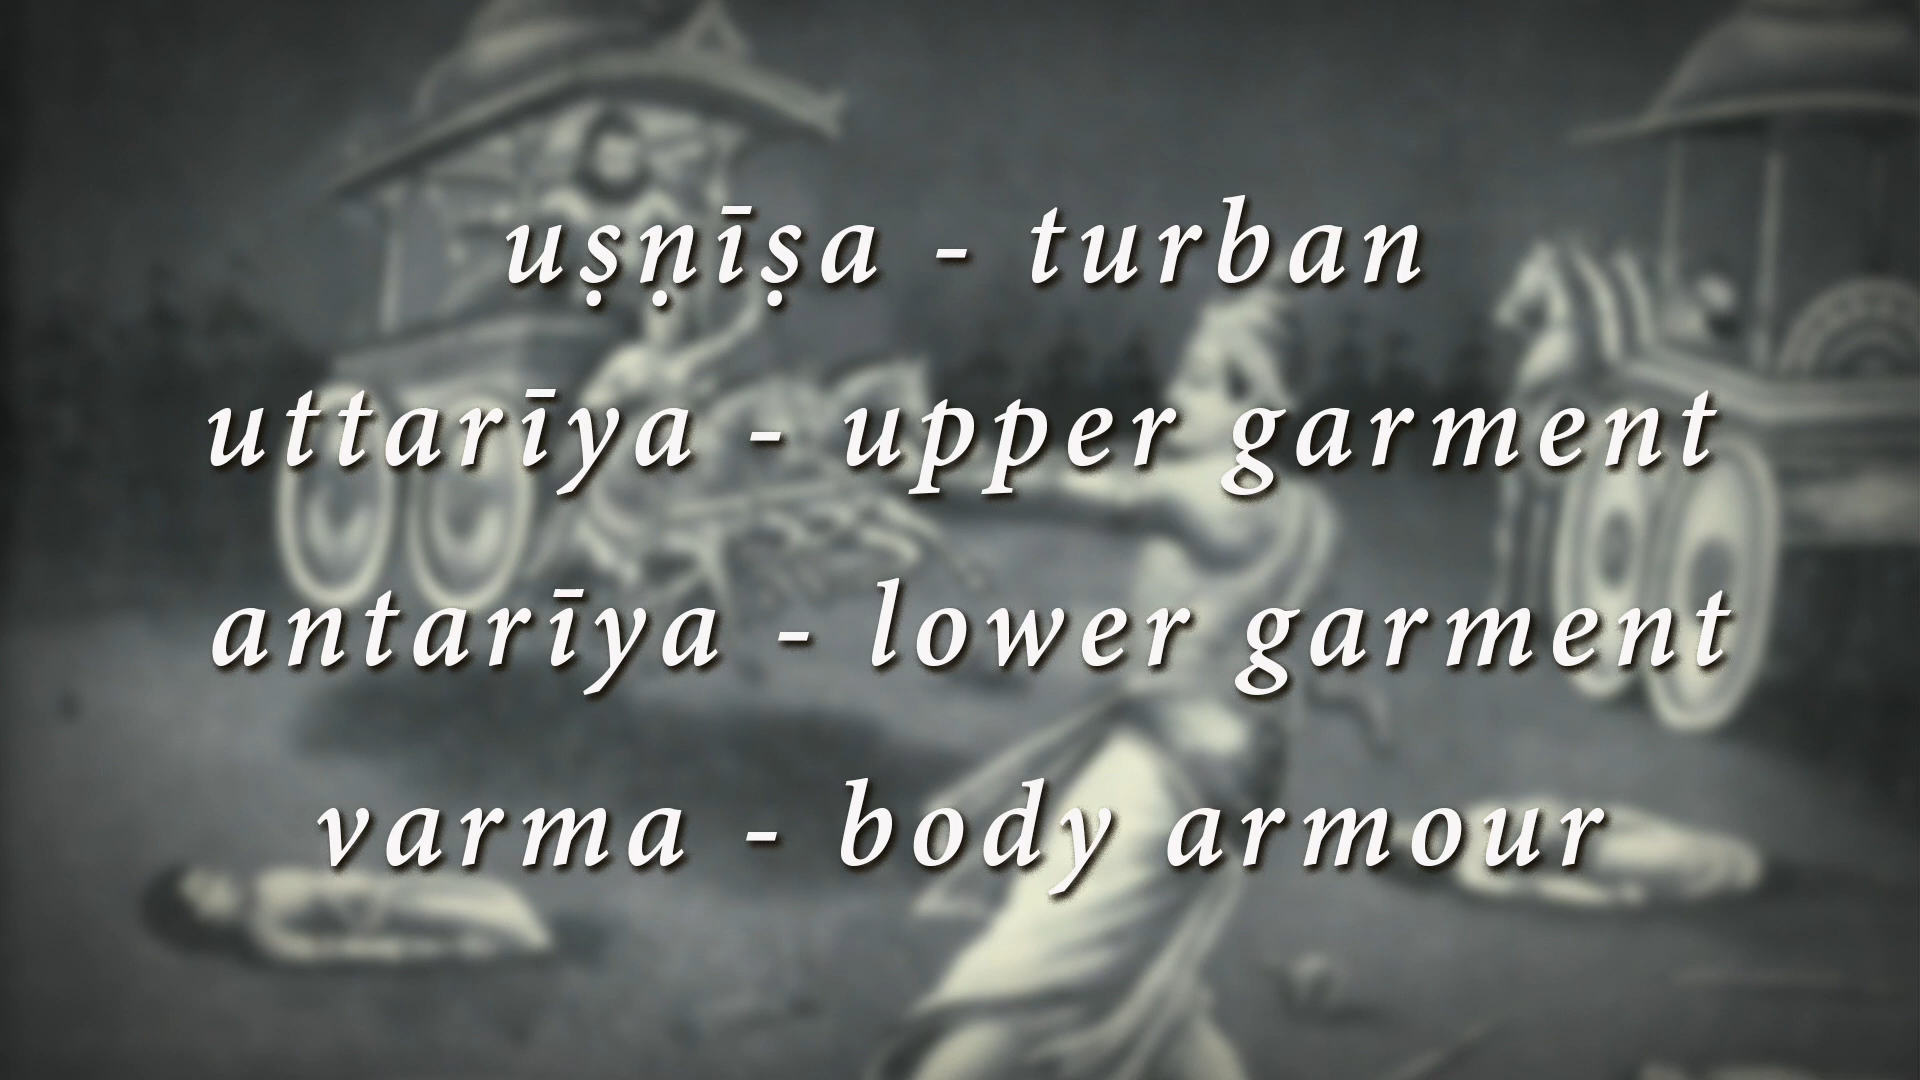 uṣṇīṣa - turban
uttarīya - upper garment
antarīya - lower garment
varma - body armour